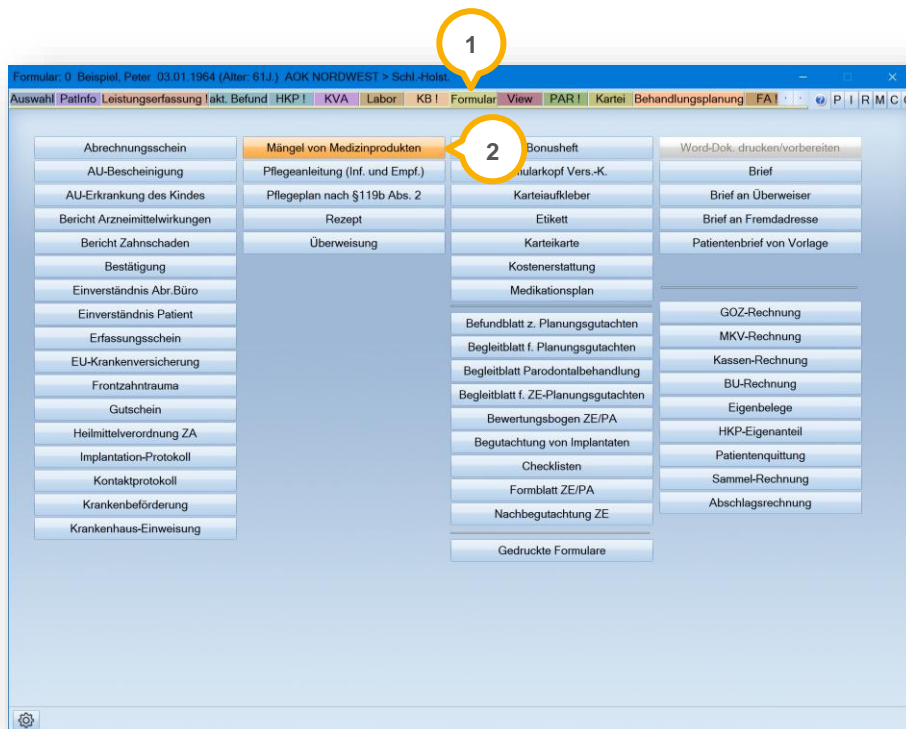 1
Formular: 0 Beispiel, Peter 03.01.1964 (Alter: 61J.) AOK NORDWEST > Schl.-Holst.
Auswahl PatInfo Leistungserfassung ! akt. Befund HKP ! KVA Labor KB ! Formular View PAR ! Kartei Behandlungsplanung FA ! P I R M C
2
Abrechnungsschein
AU-Bescheinigung
AU-Erkrankung des Kindes
Bericht Arzneimittelwirkungen
Bericht Zahnschaden
Bestätigung
Einverständnis Abr.Büro
Einverständnis Patient
Erfassungsschein
EU-Krankenversicherung
Frontzahntrauma
Gutschein
Heilmittelverordnung ZA
Implantation-Protokoll
Kontaktprotokoll
Krankenbeförderung
Krankenhaus-Einweisung
Mängel von Medizinprodukten
Pflegeanleitung (Inf. und Empf.)
Pflegeplan nach §119b Abs. 2
Rezept
Überweisung
Bonusheft
mularkopf Vers.-K.
Karteiaufkleber
Etikett
Karteikarte
Kostenerstattung
Medikationsplan
Befundblatt z. Planungsgutachten
Begleitblatt f. Planungsgutachten
Begleitblatt Parodontalbehandlung
Begleitblatt f. ZE-Planungsgutachten
Bewertungsbogen ZE/PA
Begutachtung von Implantaten
Checklisten
Formblatt ZE/PA
Nachbegutachtung ZE
Gedruckte Formulare
Word-Dok. drucken/vorbereiten
Brief
Brief an Überweiser
Brief an Fremdadresse
Patientenbrief von Vorlage
GOZ-Rechnung
MKV-Rechnung
Kassen-Rechnung
BU-Rechnung
Eigenbelege
HKP-Eigenanteil
Patientenquittung
Sammel-Rechnung
Abschlagsrechnung